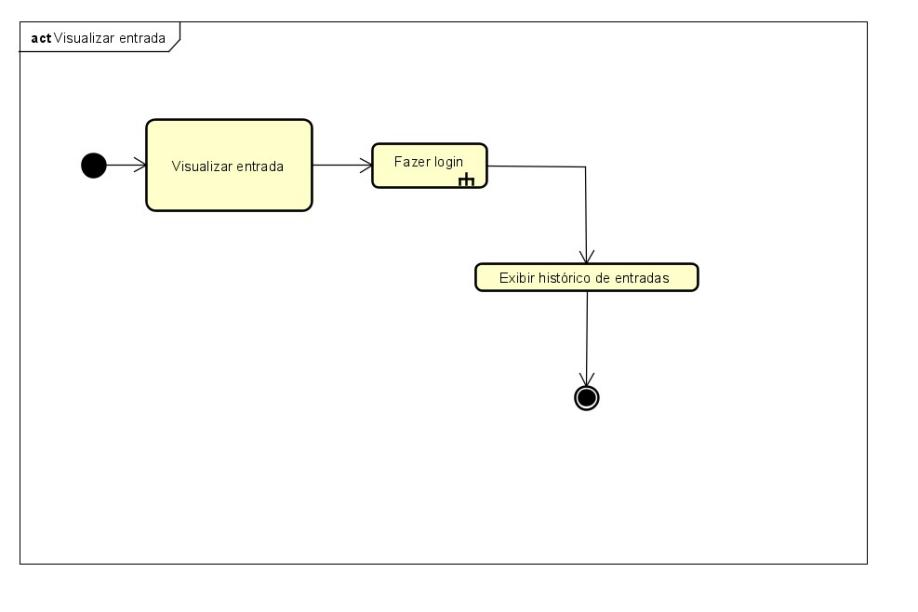 act Visualizar entrada
Visualizar entrada
Fazer login
Exibir histórico de entradas